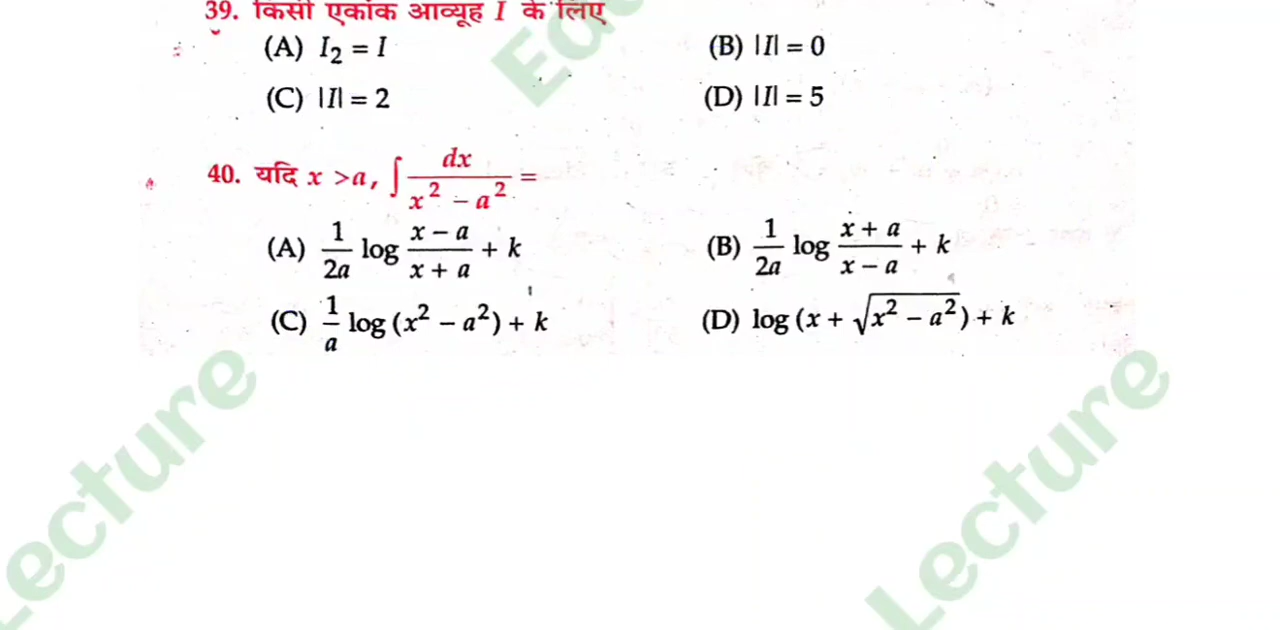 39. किसी एकांक आव्यूह I के लिए
(A) I₂ = I (B) |I| = 0
(C) |I| = 2 (D) |I| = 5
40. यदि x >a, ∫ dx / (x² – a²) =
(A) 1/2a log (x – a)/(x + a) + k (B) 1/2a log (x + a)/(x – a) + k
(C) 1/a log (x² – a²) + k (D) log (x + √(x² – a²)) + k
Lecture Lecture